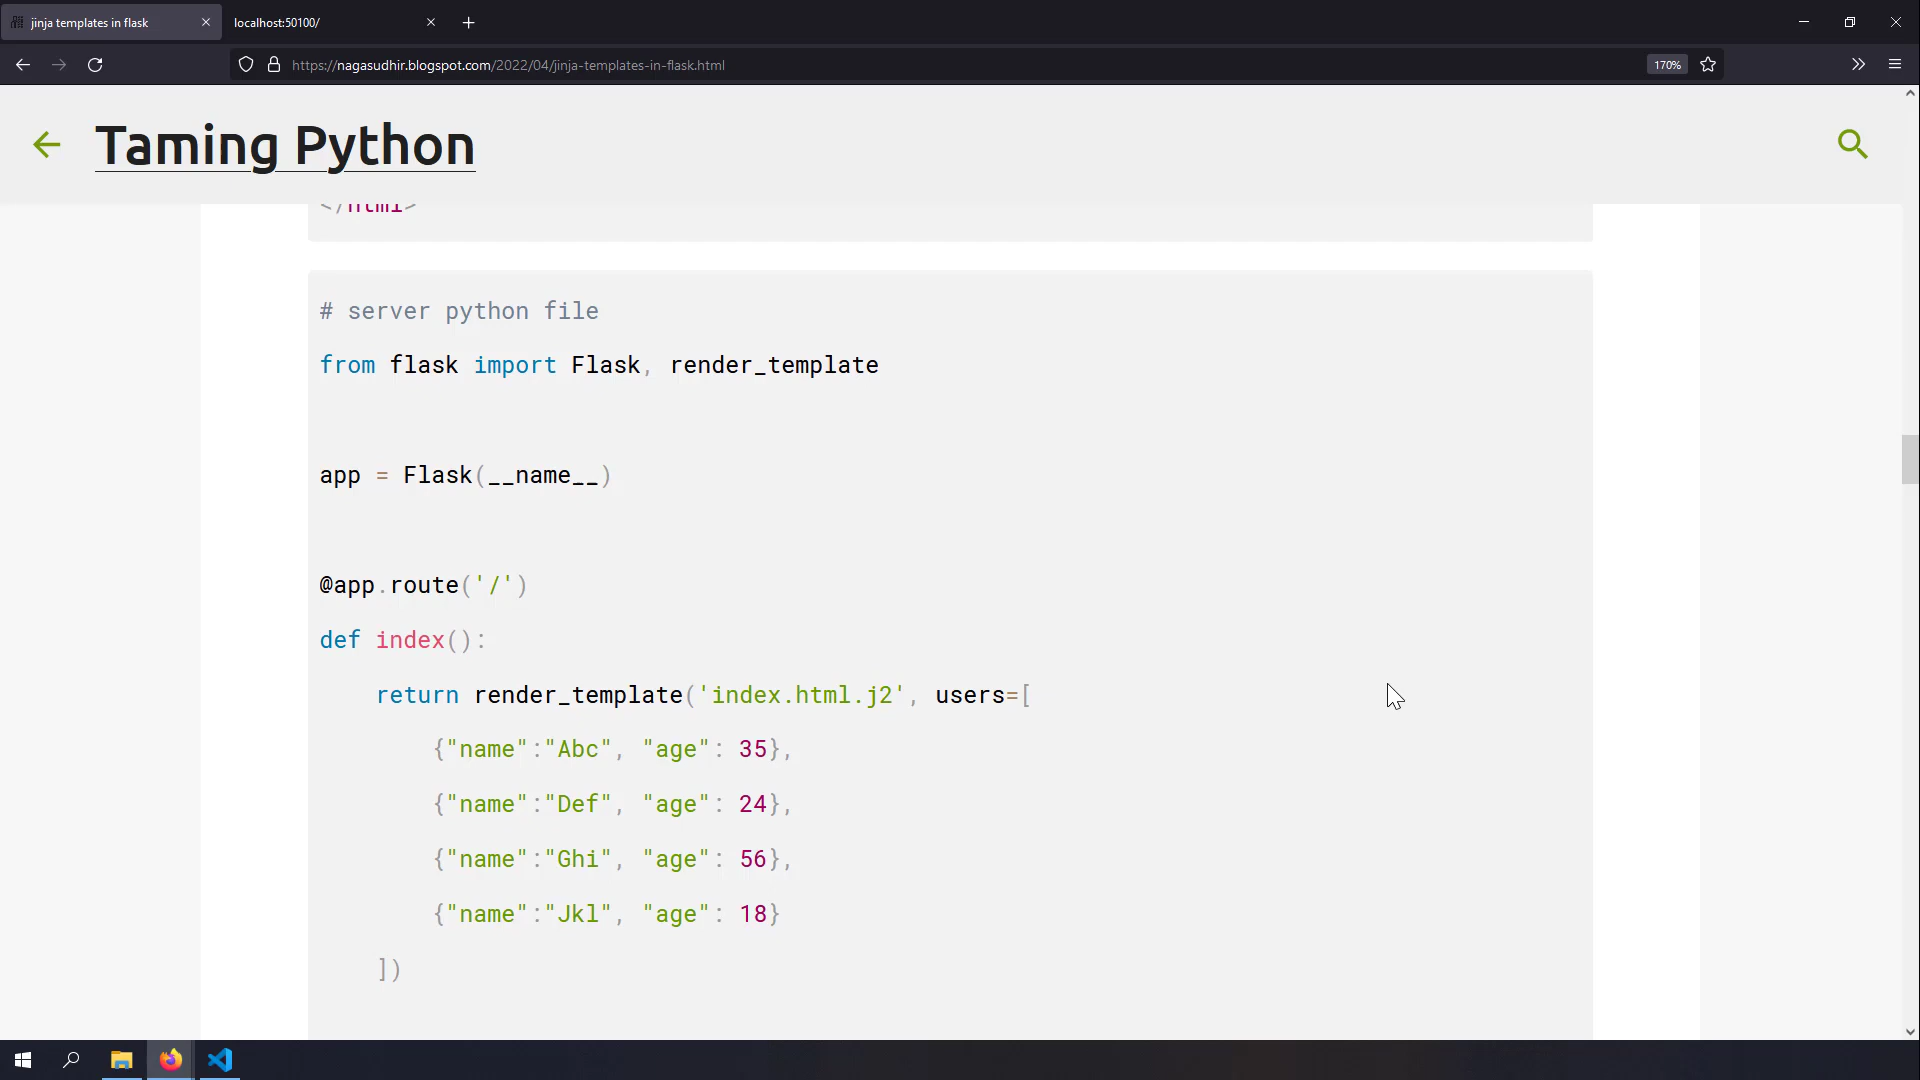 jinja templates in flask
localhost:50100/
https://nagasudhir.blogspot.com/2022/04/jinja-templates-in-flask.html
170%
Taming Python
</html>
# server python file
from flask import Flask, render_template
app = Flask(__name__)
@app.route('/')
def index():
return render_template('index.html.j2', users=[
{"name":"Abc", "age": 35},
{"name":"Def", "age": 24},
{"name":"Ghi", "age": 56},
{"name":"Jkl", "age": 18}
])